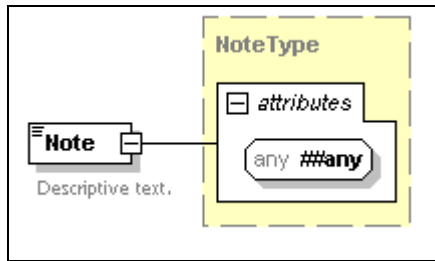 NoteType
attributes
Note
any ##any
Descriptive text.